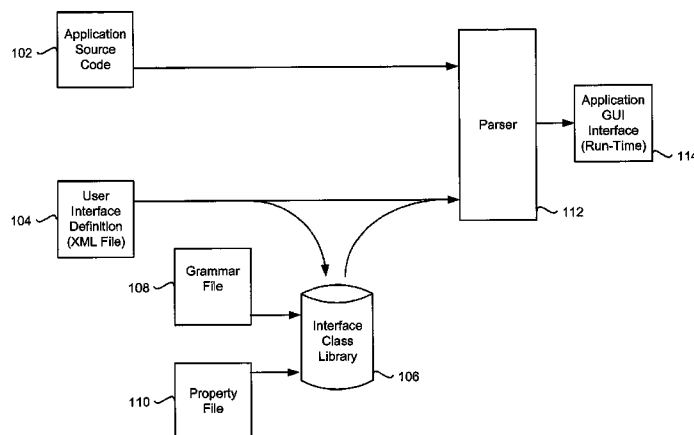 Application
Source
Code
102
Parser
112
Application
GUI
Interface
(Run-Time)
114
User
Interface
Definition
(XML File)
104
Grammar
File
108
Interface
Class
Library
106
Property
File
110